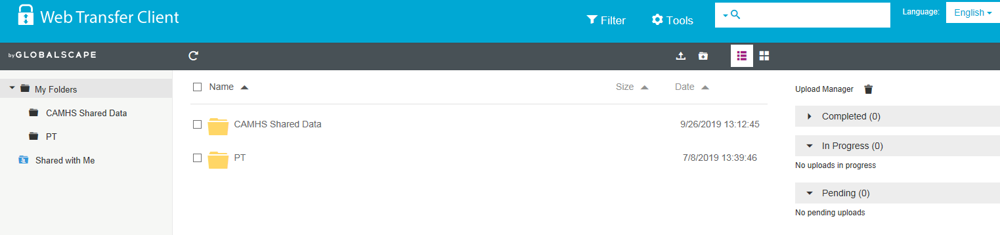 Web Transfer Client
Filter
Tools
Language:
English
by GLOBALSCAPE
My Folders
CAMHS Shared Data
PT
Shared with Me
Name
Size
Date
CAMHS Shared Data 9/26/2019 13:12:45
PT 7/8/2019 13:39:46
Upload Manager
Completed (0)
In Progress (0)
No uploads in progress
Pending (0)
No pending uploads